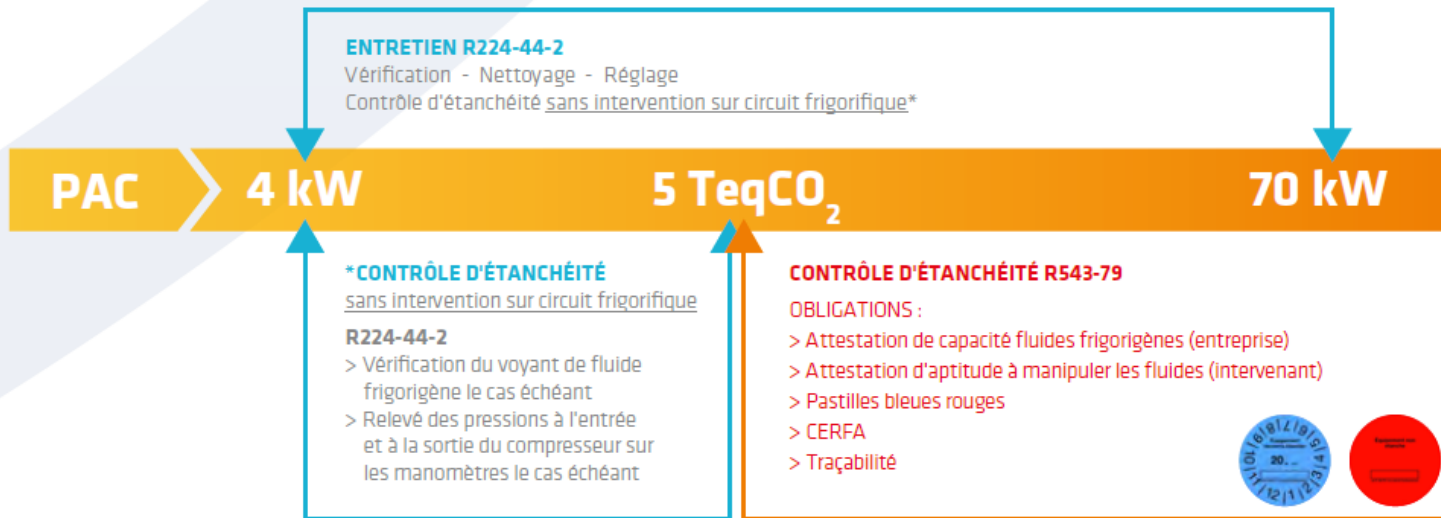 ENTRETIEN R224-44-2
Vérification - Nettoyage - Réglage
Contrôle d'étanchéité sans intervention sur circuit frigorifique*
PAC
4 kW
5 TeqCO₂
70 kW
*CONTRÔLE D'ÉTANCHÉITÉ
sans intervention sur circuit frigorifique
R224-44-2
> Vérification du voyant de fluide
frigorigène le cas échéant
> Relevé des pressions à l'entrée
et à la sortie du compresseur sur
les manomètres le cas échéant
CONTRÔLE D'ÉTANCHÉITÉ R543-79
OBLIGATIONS :
> Attestation de capacité fluides frigorigènes (entreprise)
> Attestation d'aptitude à manipuler les fluides (intervenant)
> Pastilles bleues rouges
> CERFA
> Traçabilité
20